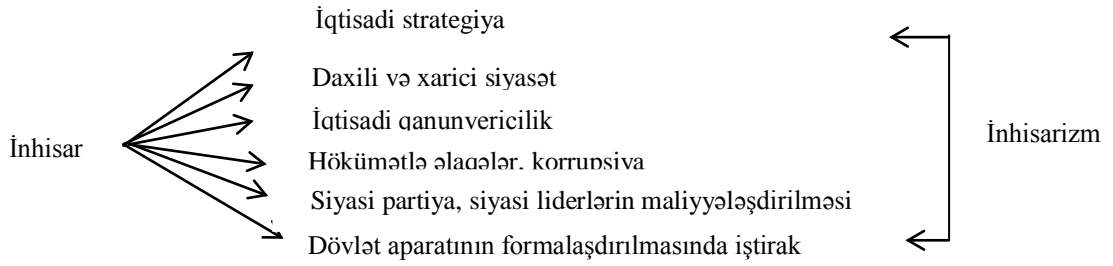 İqtisadi strategiya
Daxili və xarici siyasət
İqtisadi qanunvericilik
İnhisar
İnhisarizm
Hökümətlə əlaqələr, korrupsiya
Siyasi partiya, siyasi liderlərin maliyyələşdirilməsi
Dövlət aparatının formalaşdırılmasında iştirak